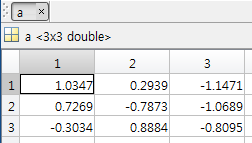 a ×
a <3x3 double>
1 2 3
1 1.0347 0.2939 -1.1471
2 0.7269 -0.7873 -1.0689
3 -0.3034 0.8884 -0.8095